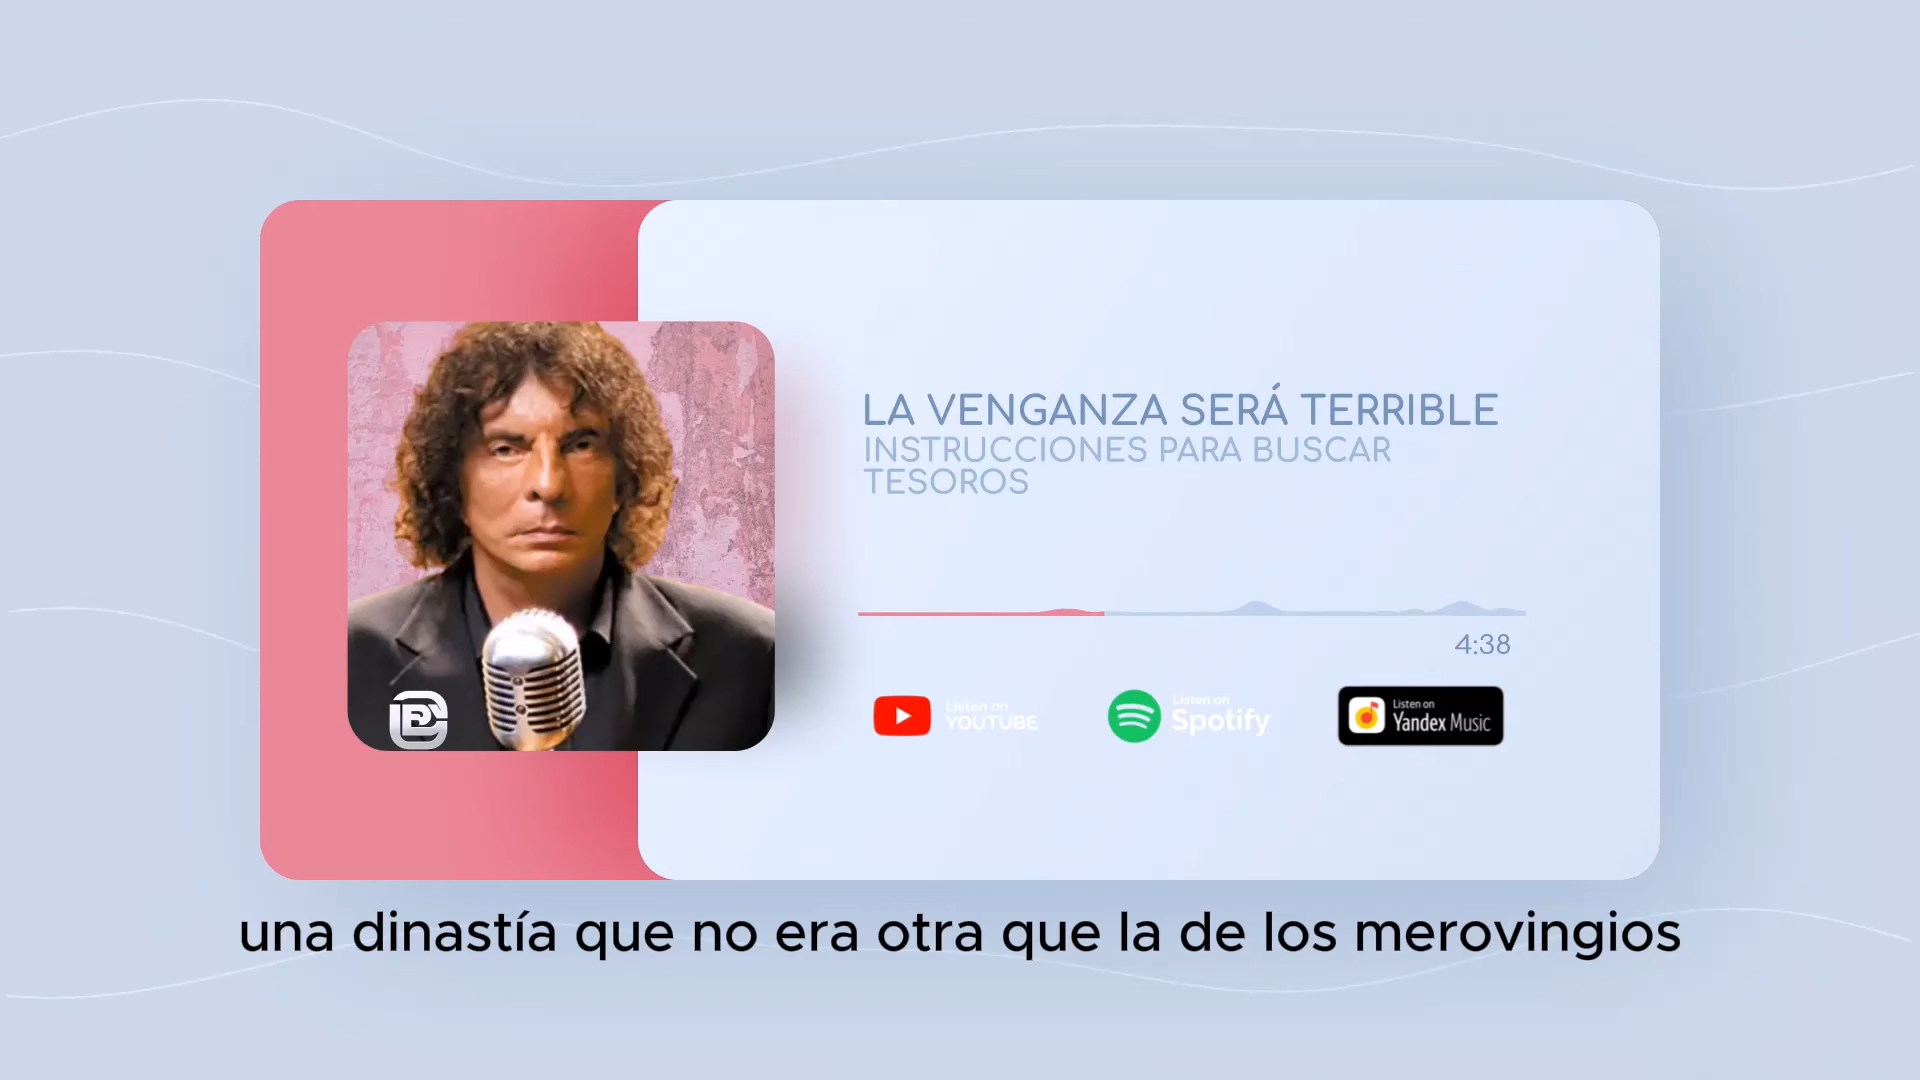 LA VENGANZA SERÁ TERRIBLE
INSTRUCCIONES PARA BUSCAR
TESOROS
4:38
Listen on
YOUTUBE
Listen on
Spotify
Listen on
Yandex Music
una dinastía que no era otra que la de los merovingios